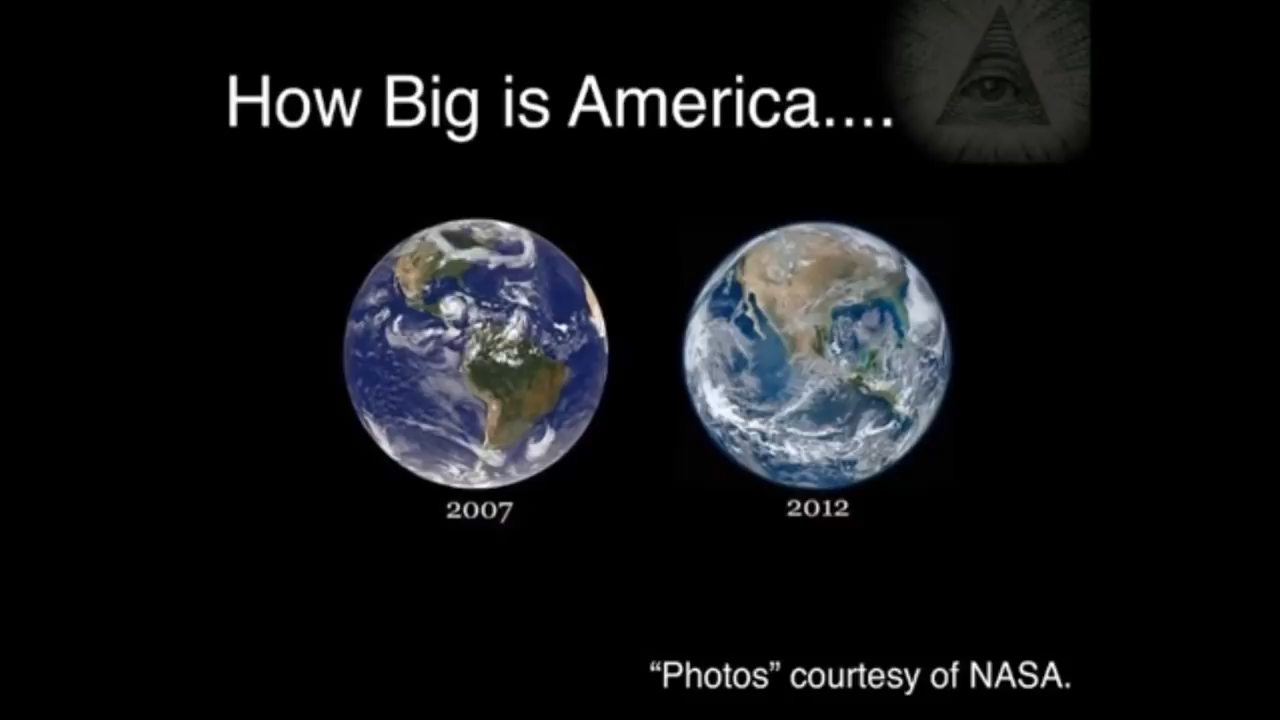 How Big is America....
2007
2012
“Photos” courtesy of NASA.